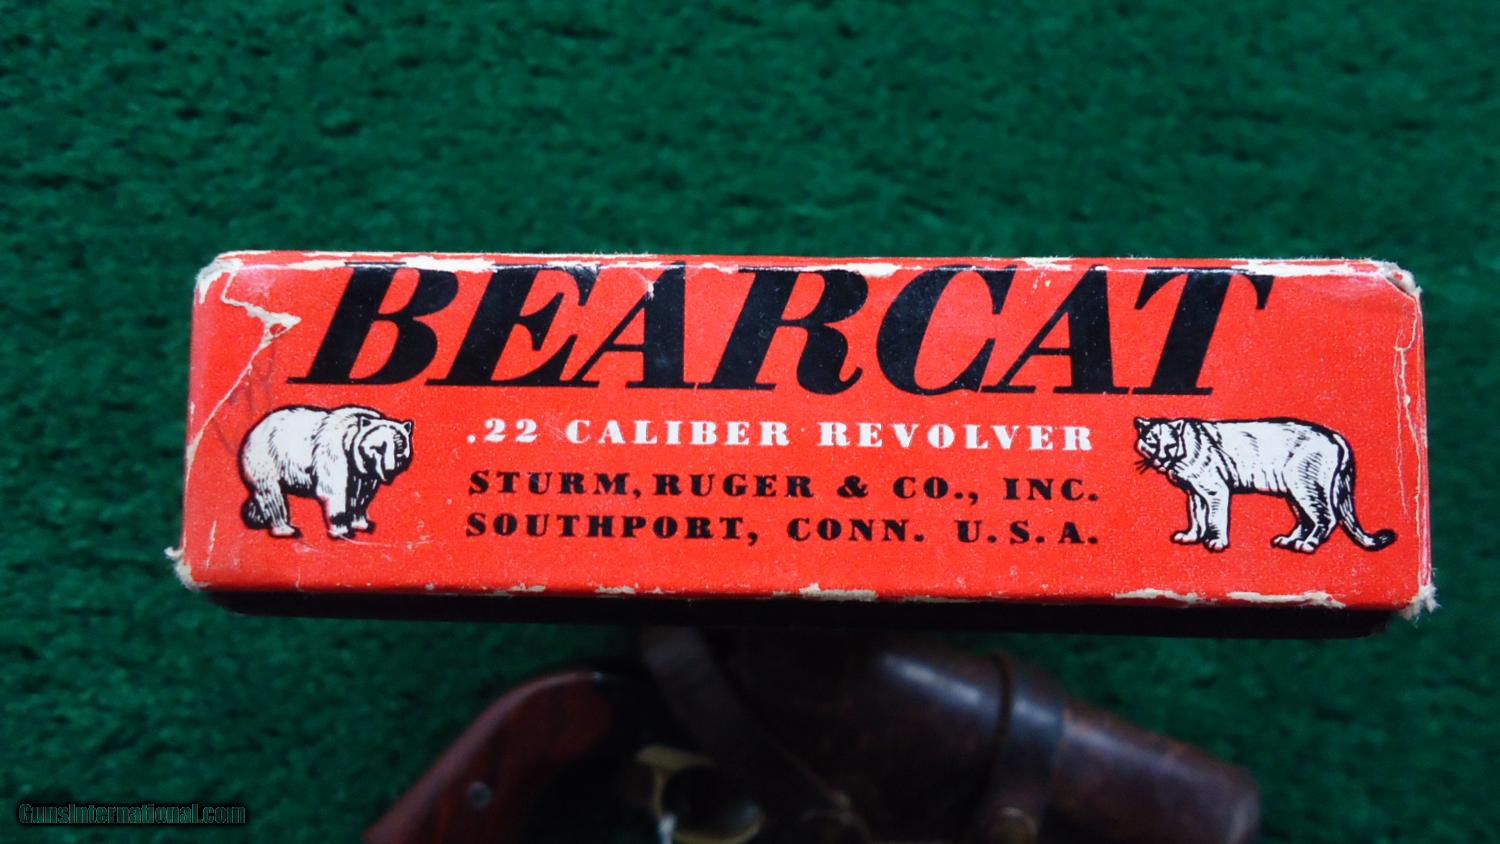 BEARCAT
.22 CALIBER REVOLVER
STURM, RUGER & CO., INC.
SOUTHPORT, CONN. U.S.A.
GunsInternational.com